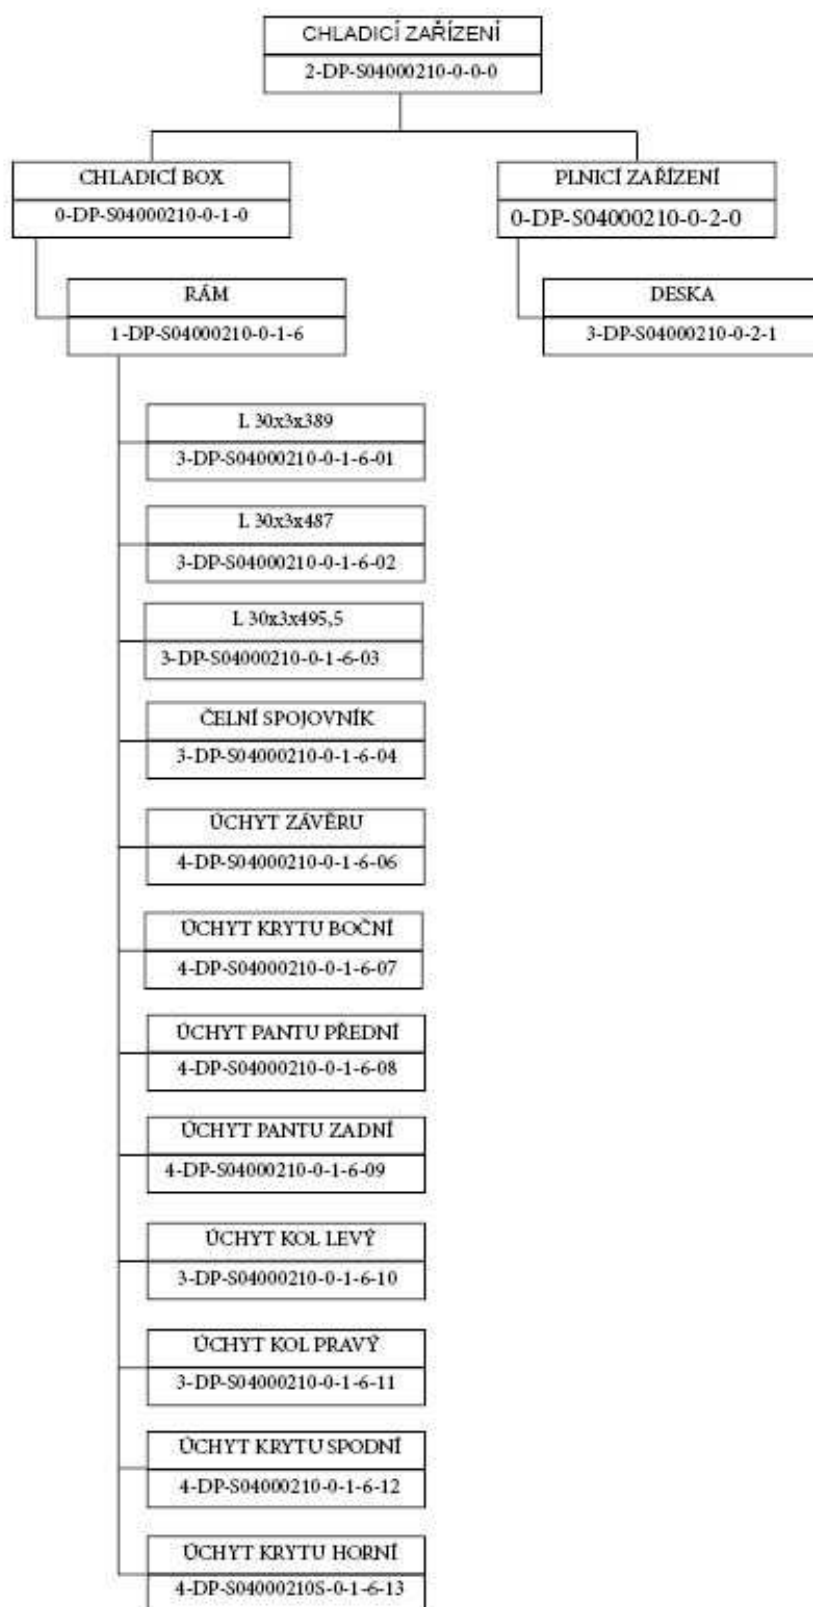 CHLADICÍ ZAŘÍZENÍ
2-DP-S04000210-0-0-0
CHLADICÍ BOX
0-DP-S04000210-0-1-0
PLNICÍ ZAŘÍZENÍ
0-DP-S04000210-0-2-0
RÁM
1-DP-S04000210-0-1-6
DESKA
3-DP-S04000210-0-2-1
L 30x3x389
3-DP-S04000210-0-1-6-01
L 30x3x487
3-DP-S04000210-0-1-6-02
L 30x3x495,5
3-DP-S04000210-0-1-6-03
ČELNÍ SPOJOVNÍK
3-DP-S04000210-0-1-6-04
ÚCHYT ZÁVĚRU
4-DP-S04000210-0-1-6-06
ÚCHYT KRYTU BOČNÍ
4-DP-S04000210-0-1-6-07
ÚCHYT PANTU PŘEDNÍ
4-DP-S04000210-0-1-6-08
ÚCHYT PANTU ZADNÍ
4-DP-S04000210-0-1-6-09
ÚCHYT KOL LEVÝ
3-DP-S04000210-0-1-6-10
ÚCHYT KOL PRAVÝ
3-DP-S04000210-0-1-6-11
ÚCHYT KRYTU SPODNÍ
4-DP-S04000210-0-1-6-12
ÚCHYT KRYTU HORNÍ
4-DP-S04000210S-0-1-6-13